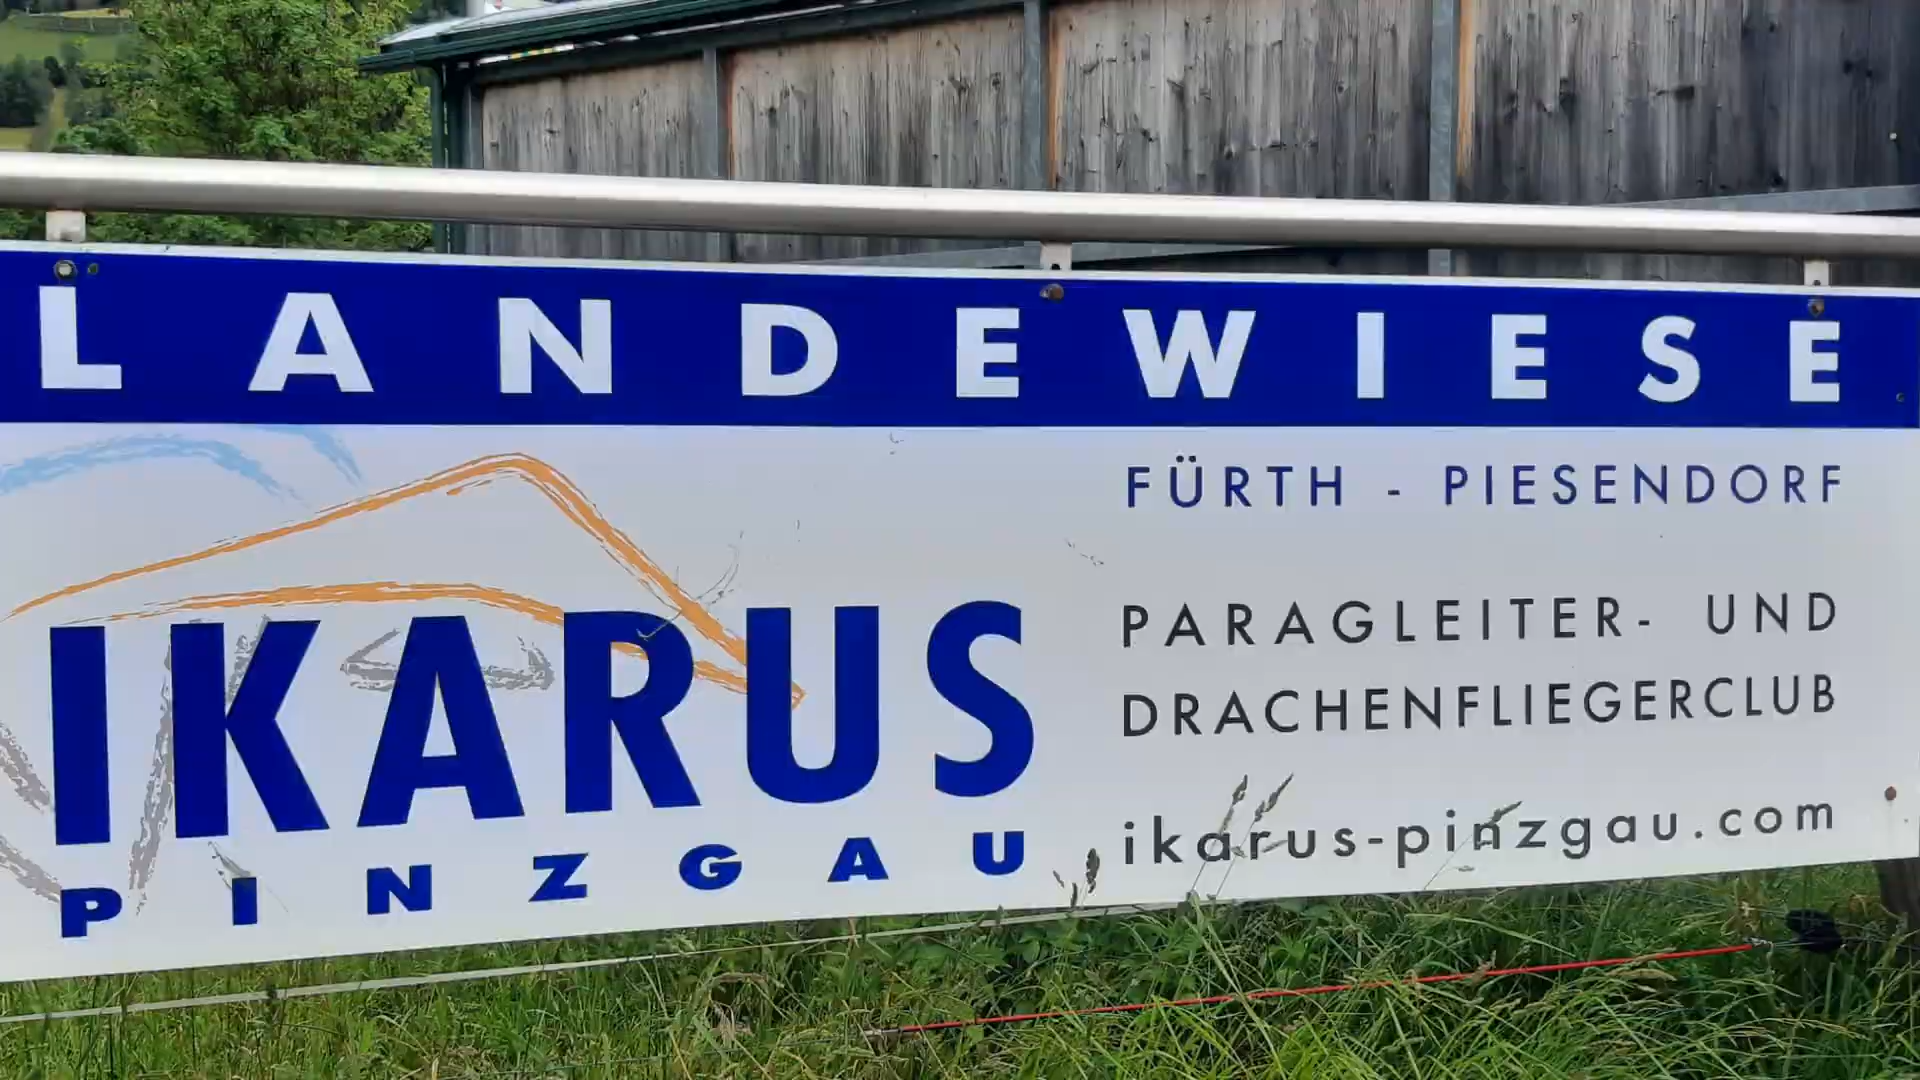 LANDEWIESE
FÜRTH - PIESENDORF
IKARUS
PINZGAU
PARAGLEITER- UND
DRACHENFLIEGERCLUB
ikarus-pinzgau.com